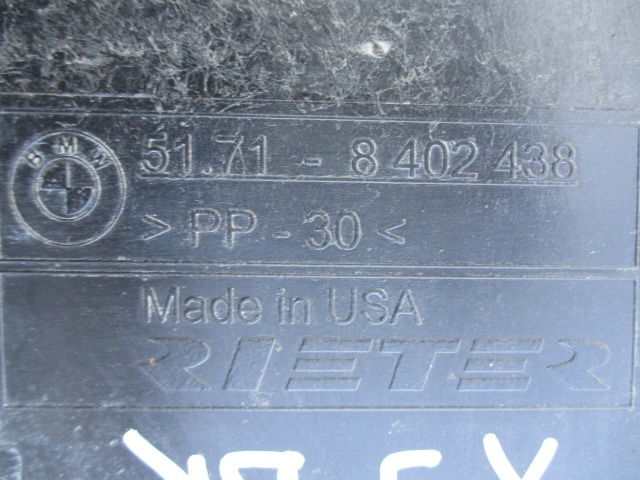 BMW
51.71 - 8 402 438
> PP - 30 <
Made in USA
RIETER